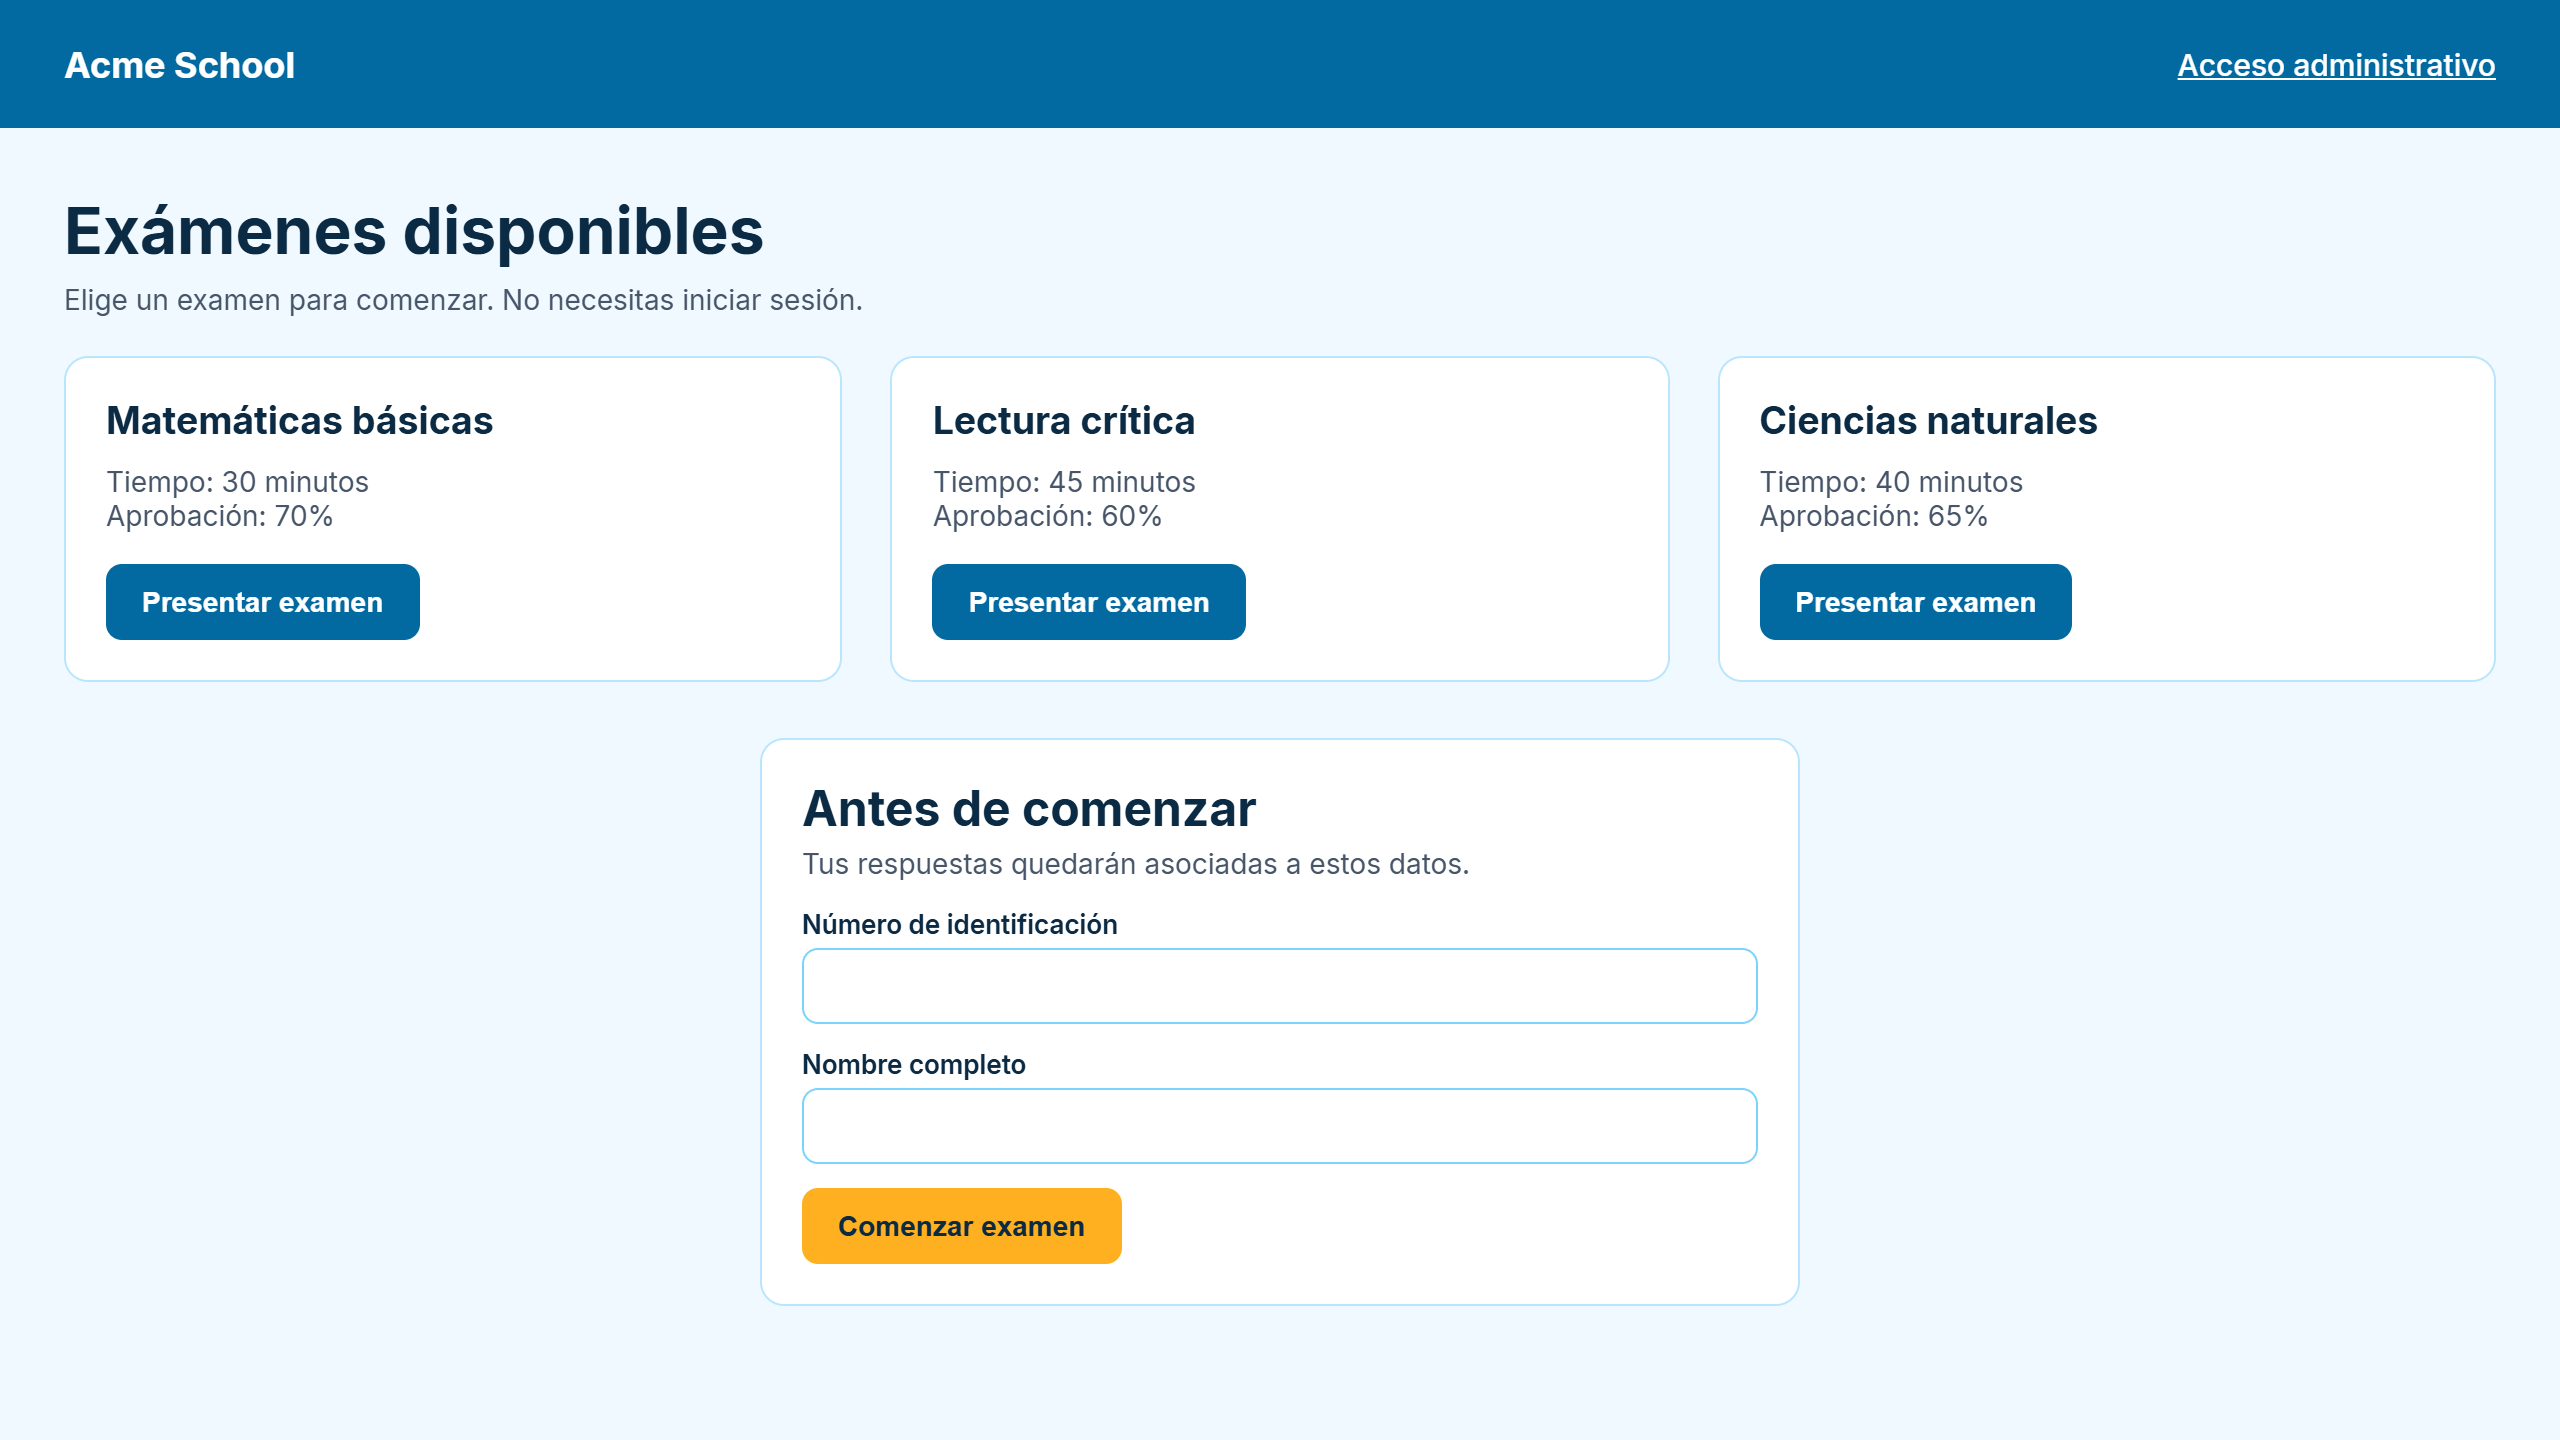 Acme School
Acceso administrativo
Exámenes disponibles
Elige un examen para comenzar. No necesitas iniciar sesión.
Matemáticas básicas
Tiempo: 30 minutos
Aprobación: 70%
Presentar examen
Lectura crítica
Tiempo: 45 minutos
Aprobación: 60%
Presentar examen
Ciencias naturales
Tiempo: 40 minutos
Aprobación: 65%
Presentar examen
Antes de comenzar
Tus respuestas quedarán asociadas a estos datos.
Número de identificación
Nombre completo
Comenzar examen